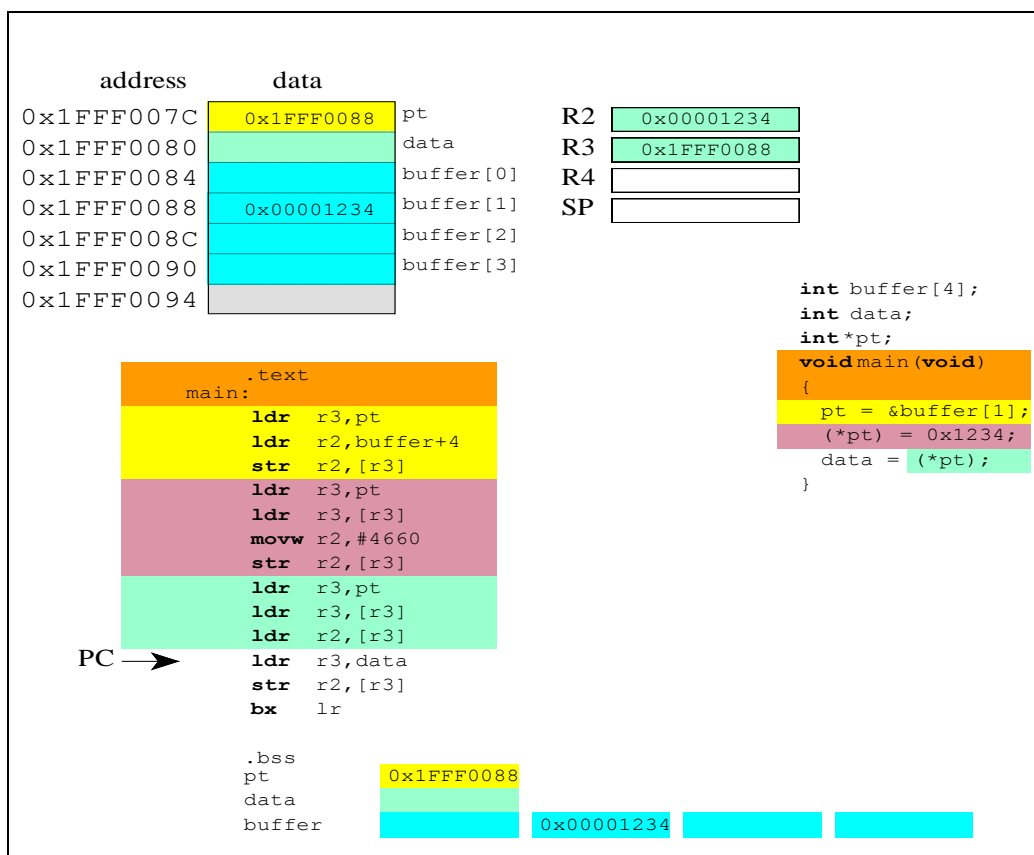 address data
0x1FFF007C 0x1FFF0088 pt
0x1FFF0080 data
0x1FFF0084 buffer[0]
0x1FFF0088 0x00001234 buffer[1]
0x1FFF008C buffer[2]
0x1FFF0090 buffer[3]
0x1FFF0094
R2 0x00001234
R3 0x1FFF0088
R4
SP
int buffer[4];
int data;
int *pt;
void main(void)
{
pt = &buffer[1];
(*pt) = 0x1234;
data = (*pt);
}
.text
main:
ldr r3,pt
ldr r2,buffer+4
str r2,[r3]
ldr r3,pt
ldr r3,[r3]
movw r2,#4660
str r2,[r3]
ldr r3,pt
ldr r3,[r3]
ldr r2,[r3]
PC ldr r3,data
str r2,[r3]
bx lr
.bss
pt 0x1FFF0088
data
buffer 0x00001234